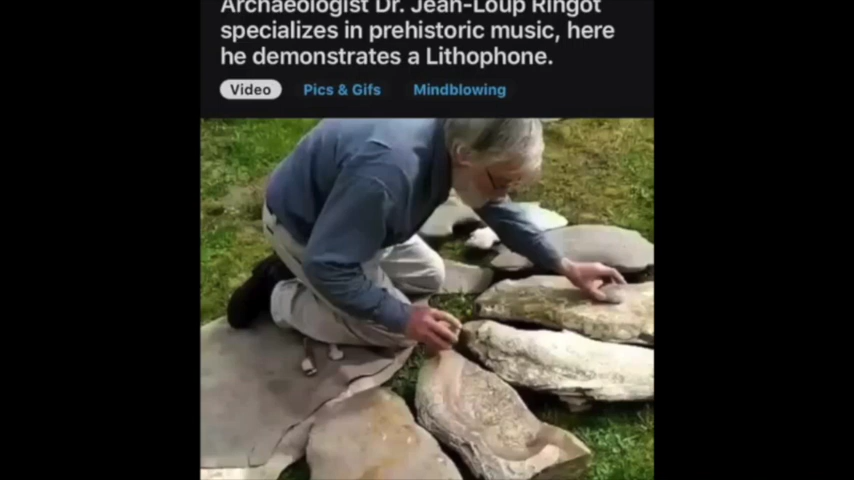 Archaeologist Dr. Jean-Loup Ringot
specializes in prehistoric music, here
he demonstrates a Lithophone.
Video Pics & Gifs Mindblowing